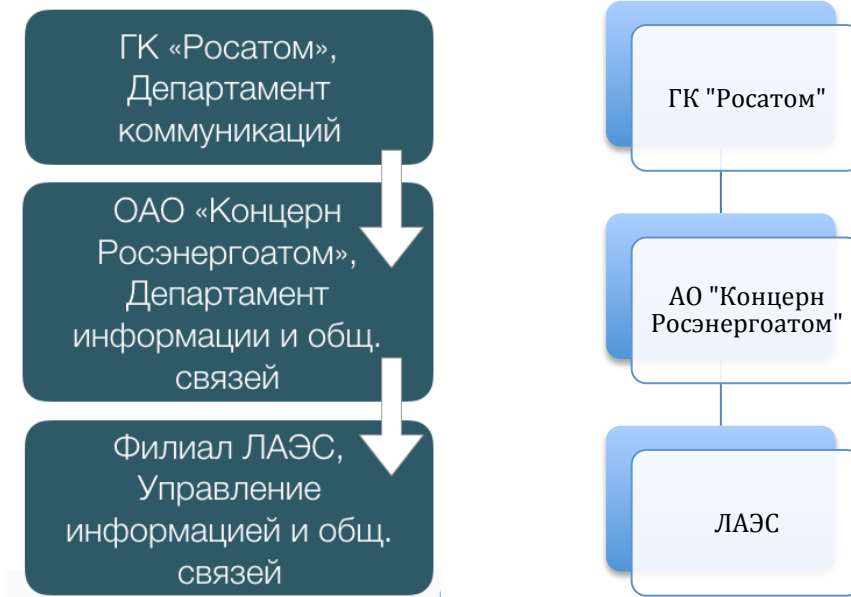 ГК «Росатом»,
Департамент
коммуникаций
ОАО «Концерн
Росэнергоатом»,
Департамент
информации и общ.
связей
Филиал ЛАЭС,
Управление
информацией и общ.
связей
ГК "Росатом"
АО "Концерн
Росэнергоатом"
ЛАЭС